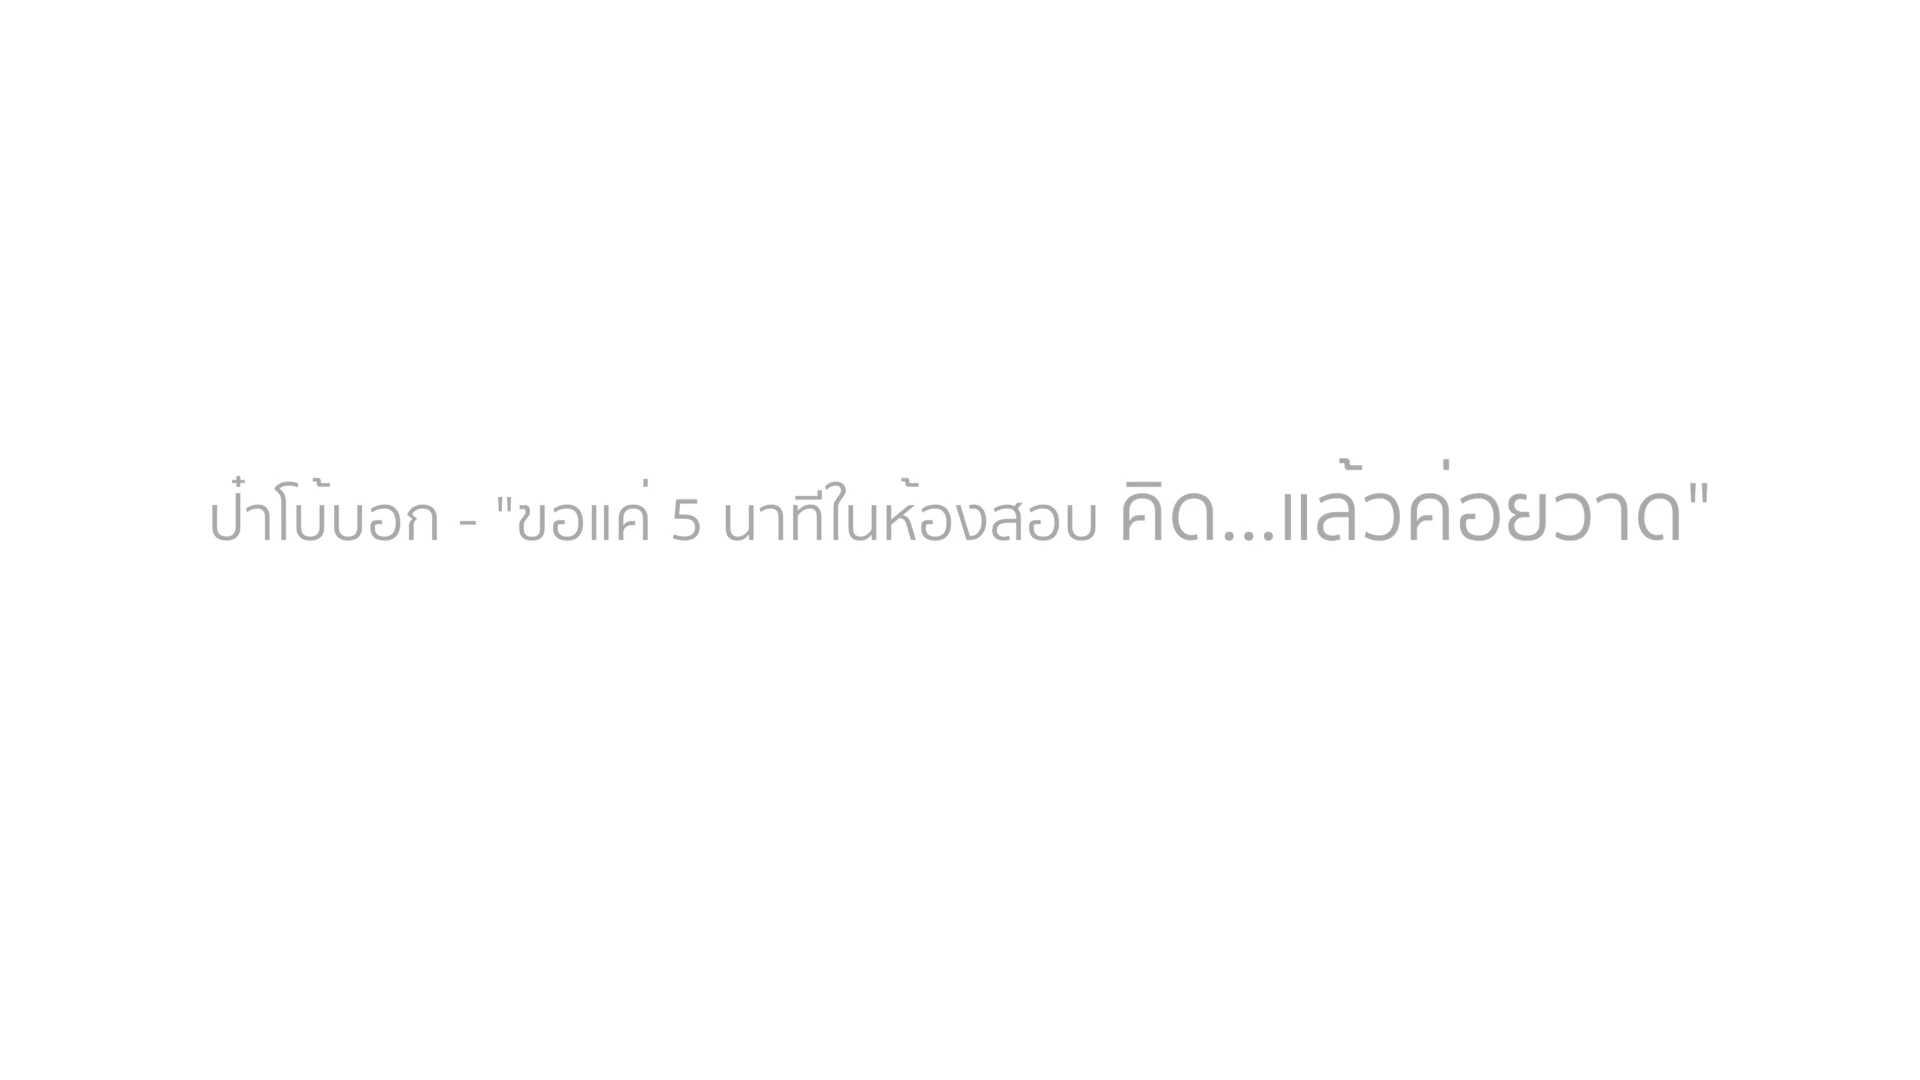 ป๋าโบ้บอก - "ขอแค่ 5 นาทีในห้องสอบ คิด...แล้วค่อยวาด"